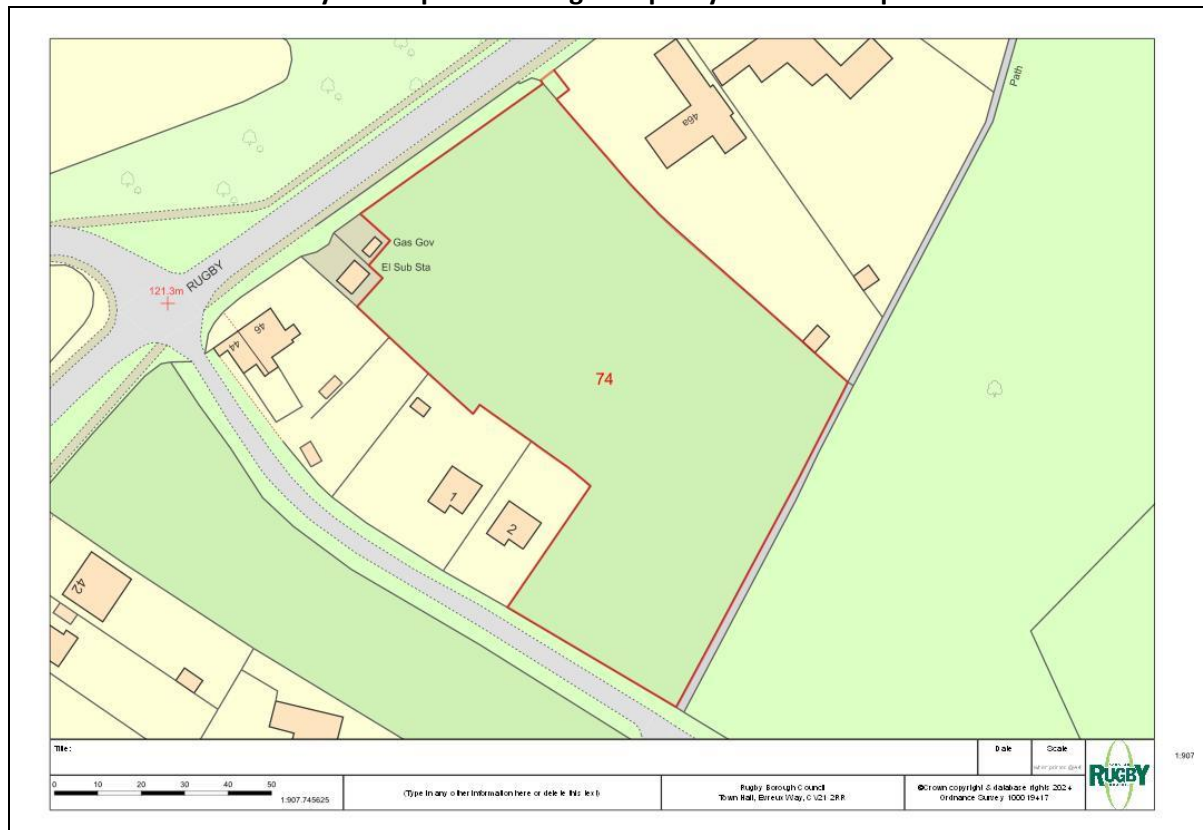 Path
46a
Gas Gov
El Sub Sta
RUGBY
121.3m
46
44
74
1
2
42
Title:
Date
Scale
0 10 20 30 40 50
1:907.745625
(Type in any other information here or delete this text)
Rugby Borough Council
Town Hall, Evreux Way, CV21 2RR
©Crown copyright & database rights 2024
Ordnance Survey 100019417
RUGBY
1:907